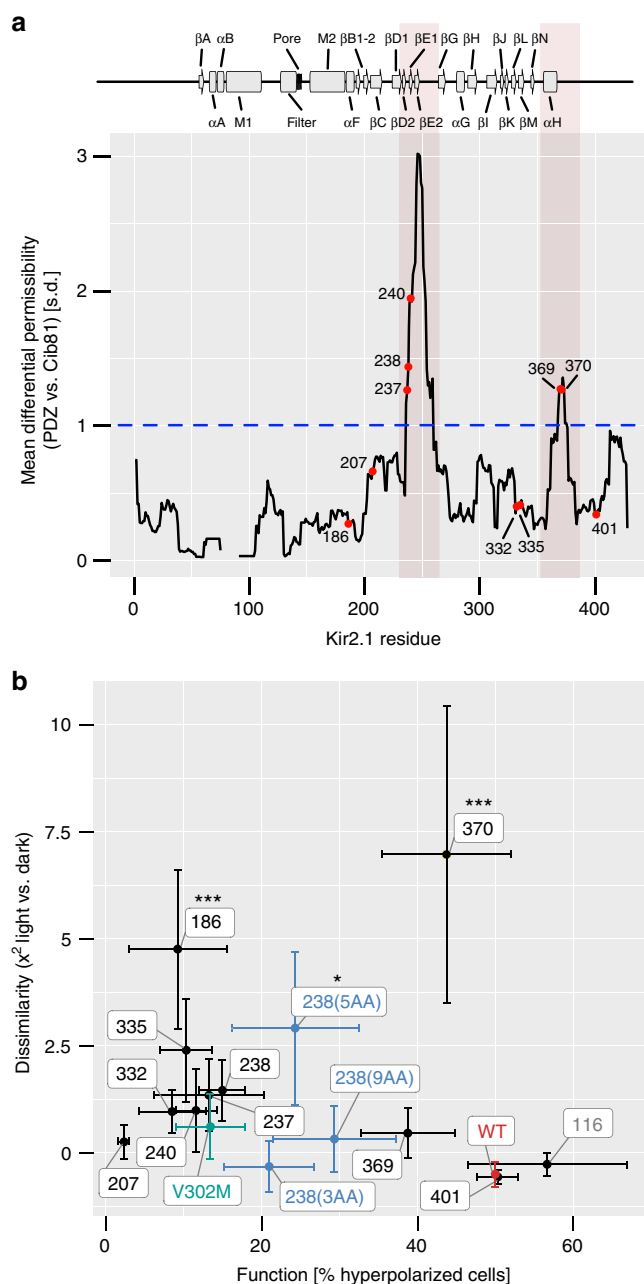 a
βA αB Pore M2 βB1-2 βD1 βE1 βG βH βJ βL βN
αA M1 Filter αF βC βD2 βE2 αG βI βK βM αH
Mean differential permissibility
(PDZ vs. Cib81) [s.d.]
3
2
1
0
240
238
237
207
186
369 370
332
335
401
0 100 200 300 400
Kir2.1 residue
b
Dissimilarity (x² light vs. dark)
10
7.5
5
2.5
0
***
370
***
186
*
238(5AA)
335
238
332
238(9AA)
237
WT
116
240
369
207
V302M
238(3AA)
401
0 20 40 60
Function [% hyperpolarized cells]